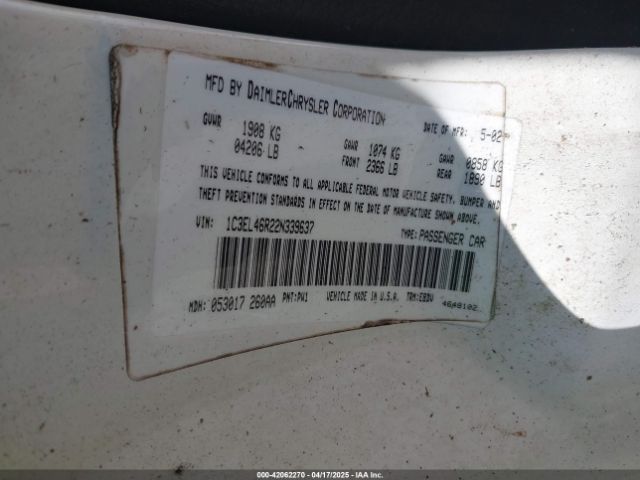 MFD BY DAIMLERCHRYSLER CORPORATION
DATE OF MFR: 5-02
GVWR 1908 KG GAWR 1074 KG GAWR 0858 KG
04206 LB FRONT 2366 LB REAR 1890 LB
THIS VEHICLE CONFORMS TO ALL APPLICABLE FEDERAL MOTOR VEHICLE SAFETY, BUMPER AND
THEFT PREVENTION STANDARDS IN EFFECT ON THE DATE OF MANUFACTURE SHOWN ABOVE.
VIN: 1C3EL46R22N339637 TYPE: PASSENGER CAR
MDH: 053017 260AA PNT:PW1 VEHICLE MADE IN U.S.A. TRM:EBDV 46A8102
000-42062270 - 04/17/2025 - IAA Inc.